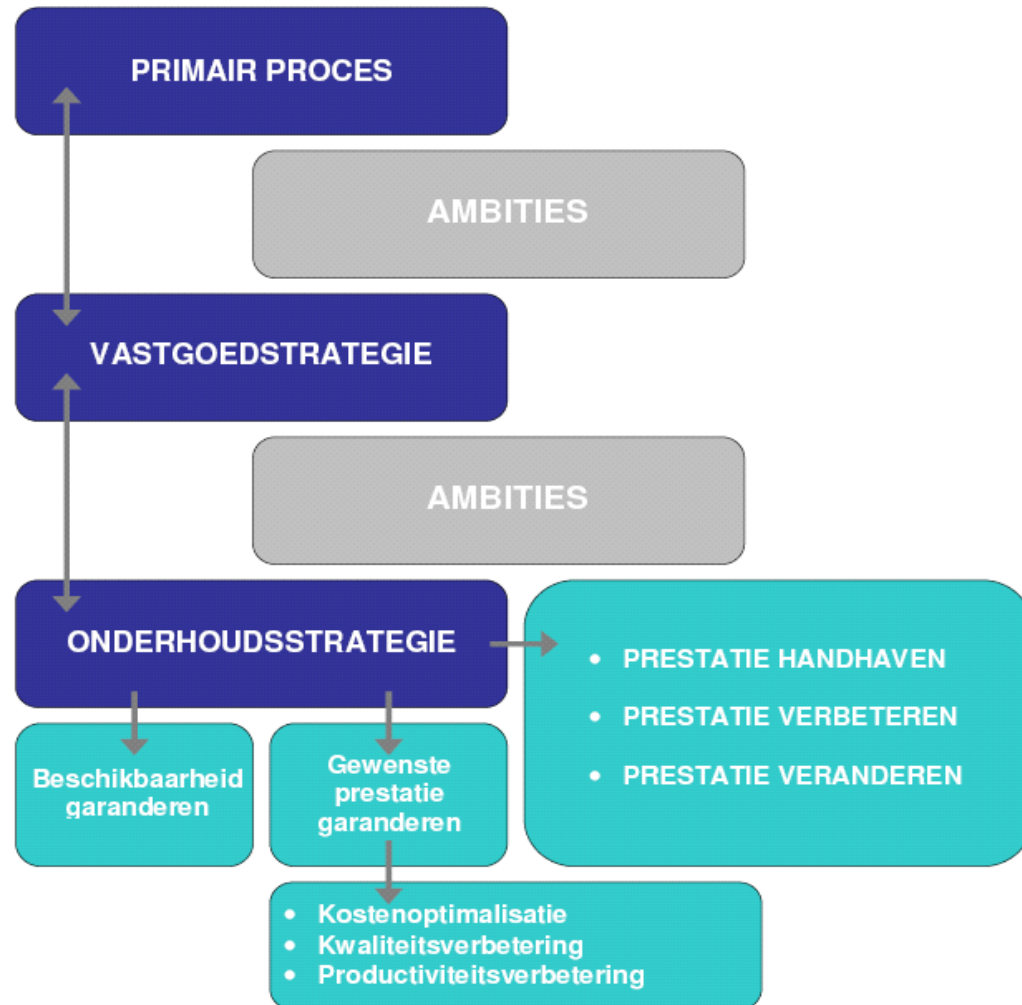 PRIMAIR PROCES
AMBITIES
VASTGOEDSTRATEGIE
AMBITIES
ONDERHOUDSSTRATEGIE
• PRESTATIE HANDHAVEN
• PRESTATIE VERBETEREN
• PRESTATIE VERANDEREN
Beschikbaarheid
garanderen
Gewenste
prestatie
garanderen
• Kostenoptimalisatie
• Kwaliteitsverbetering
• Productiviteitsverbetering